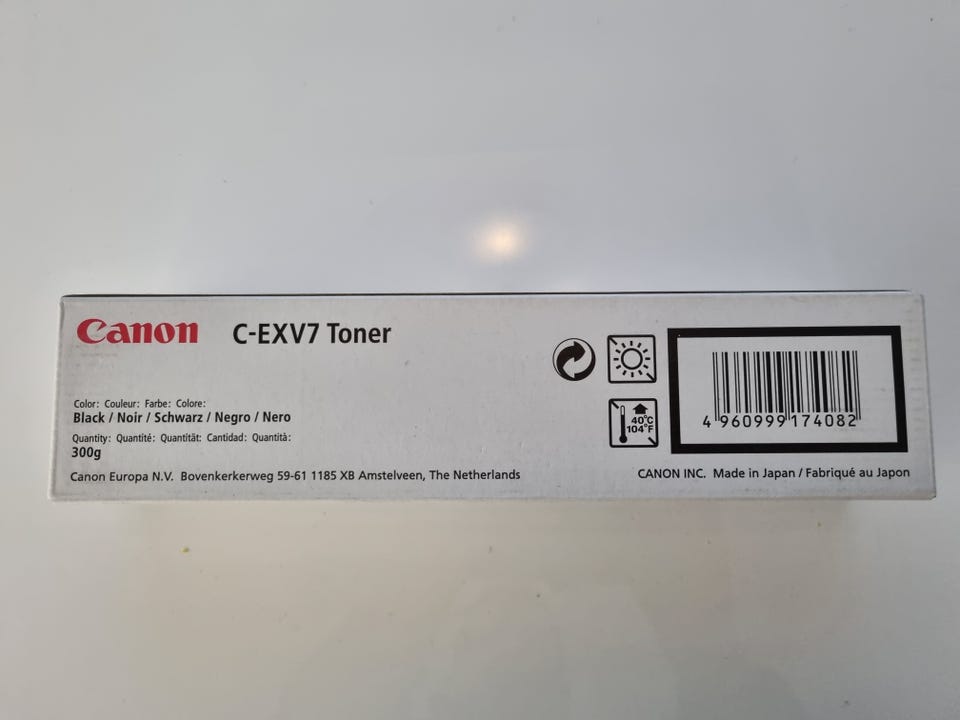 Canon C-EXV7 Toner
Color: Couleur: Farbe: Colore:
Black / Noir / Schwarz / Negro / Nero
Quantity: Quantité: Quantität: Cantidad: Quantità:
300g
Canon Europa N.V. Bovenkerkerweg 59-61 1185 XB Amstelveen, The Netherlands
40°C
104°F
4 960999 174082
CANON INC. Made in Japan / Fabriqué au Japon